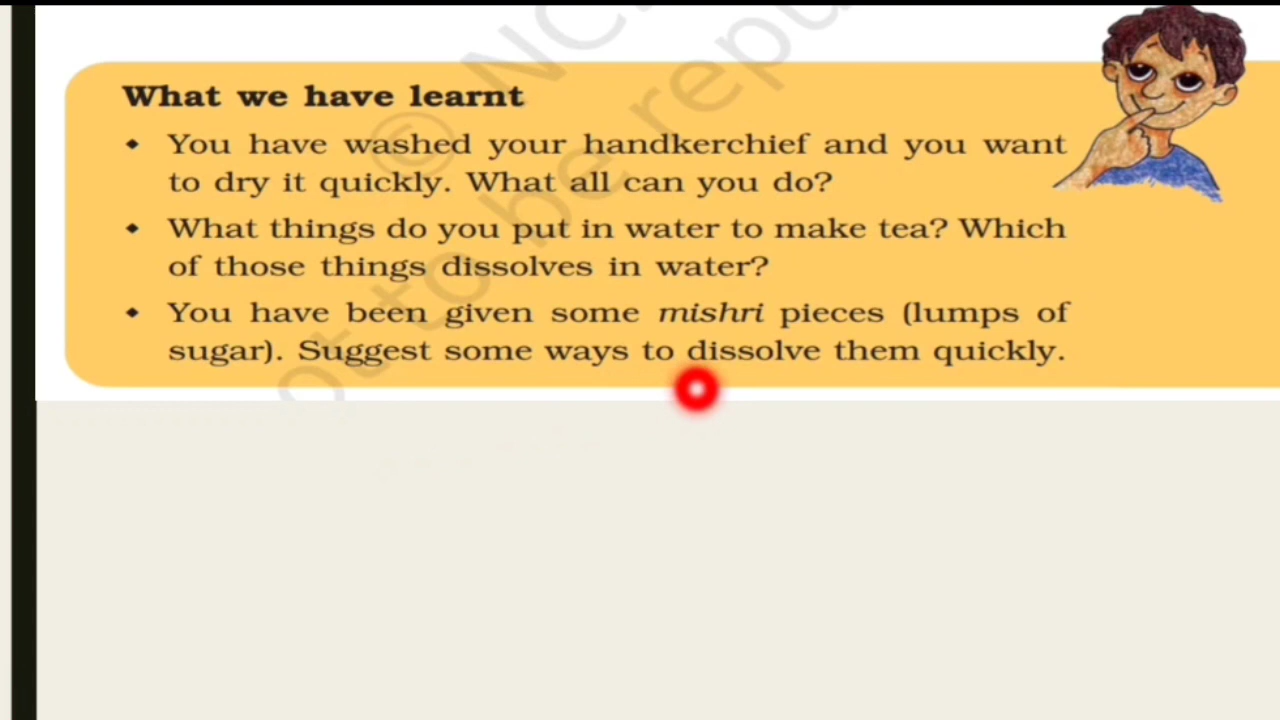 What we have learnt
• You have washed your handkerchief and you want
to dry it quickly. What all can you do?
• What things do you put in water to make tea? Which
of those things dissolves in water?
• You have been given some mishri pieces (lumps of
sugar). Suggest some ways to dissolve them quickly.